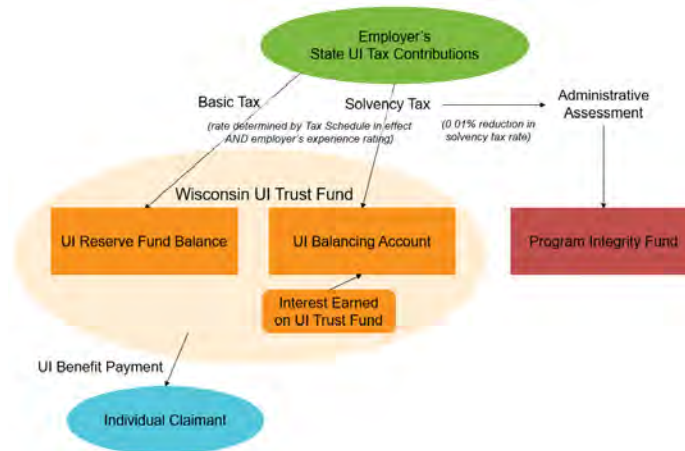 Employer's
State UI Tax Contributions
Basic Tax
Solvency Tax
Administrative
Assessment
(rate determined by Tax Schedule in effect
AND employer's experience rating)
(0 01% reduction in
solvency tax rate)
Wisconsin UI Trust Fund
UI Reserve Fund Balance
UI Balancing Account
Program Integrity Fund
Interest Earned
on UI Trust Fund
UI Benefit Payment
Individual Claimant